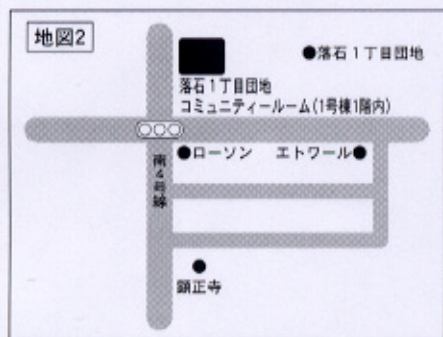 地図2
●落石1丁目団地
落石1丁目団地
コミュニティールーム(1号棟1階内)
●ローソン
エトワール●
南4号線
顕正寺